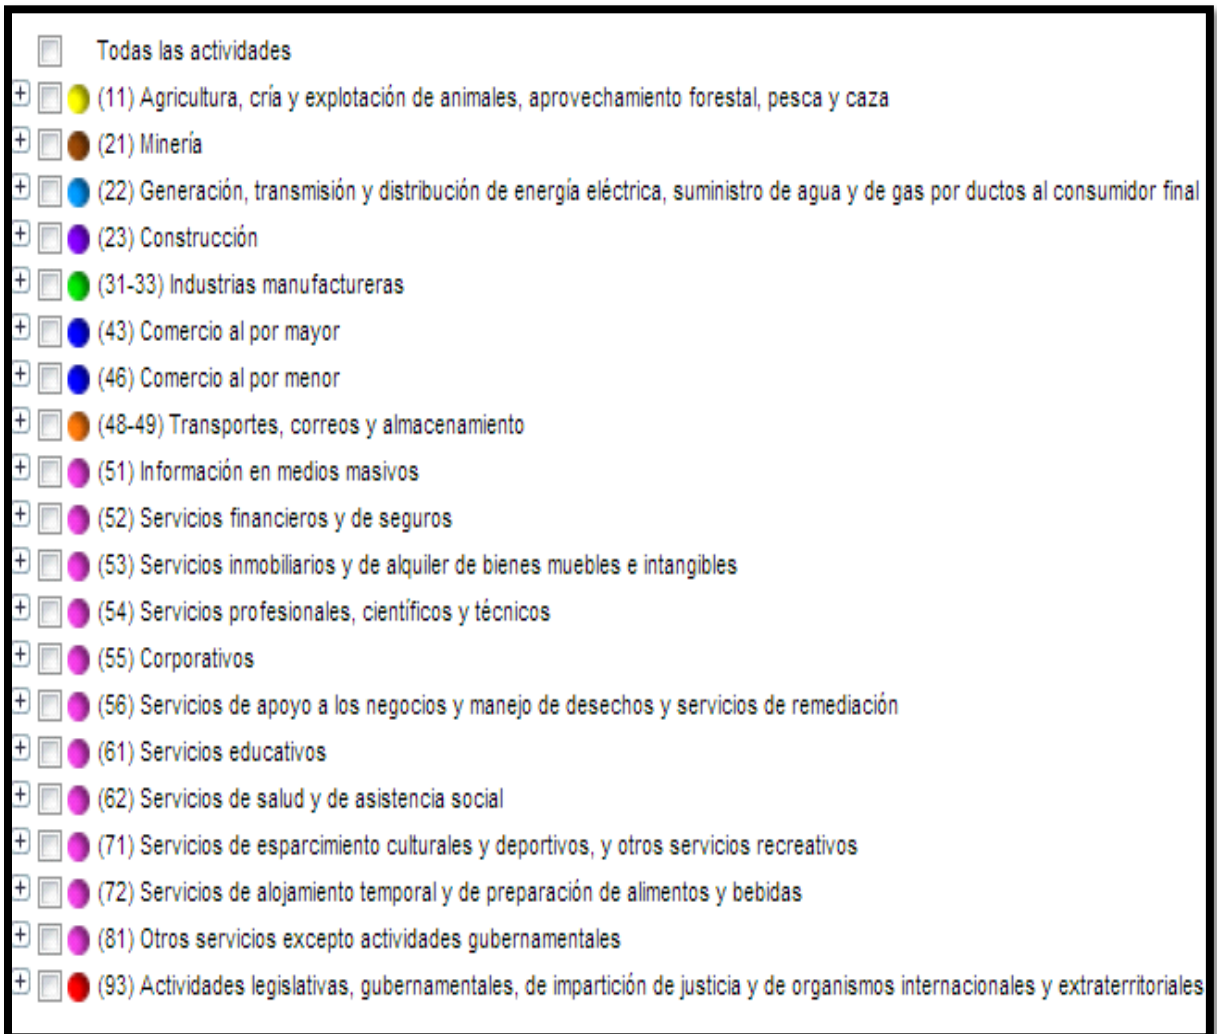 Todas las actividades
(11) Agricultura, cría y explotación de animales, aprovechamiento forestal, pesca y caza
(21) Minería
(22) Generación, transmisión y distribución de energía eléctrica, suministro de agua y de gas por ductos al consumidor final
(23) Construcción
(31-33) Industrias manufactureras
(43) Comercio al por mayor
(46) Comercio al por menor
(48-49) Transportes, correos y almacenamiento
(51) Información en medios masivos
(52) Servicios financieros y de seguros
(53) Servicios inmobiliarios y de alquiler de bienes muebles e intangibles
(54) Servicios profesionales, científicos y técnicos
(55) Corporativos
(56) Servicios de apoyo a los negocios y manejo de desechos y servicios de remediación
(61) Servicios educativos
(62) Servicios de salud y de asistencia social
(71) Servicios de esparcimiento culturales y deportivos, y otros servicios recreativos
(72) Servicios de alojamiento temporal y de preparación de alimentos y bebidas
(81) Otros servicios excepto actividades gubernamentales
(93) Actividades legislativas, gubernamentales, de impartición de justicia y de organismos internacionales y extraterritoriales